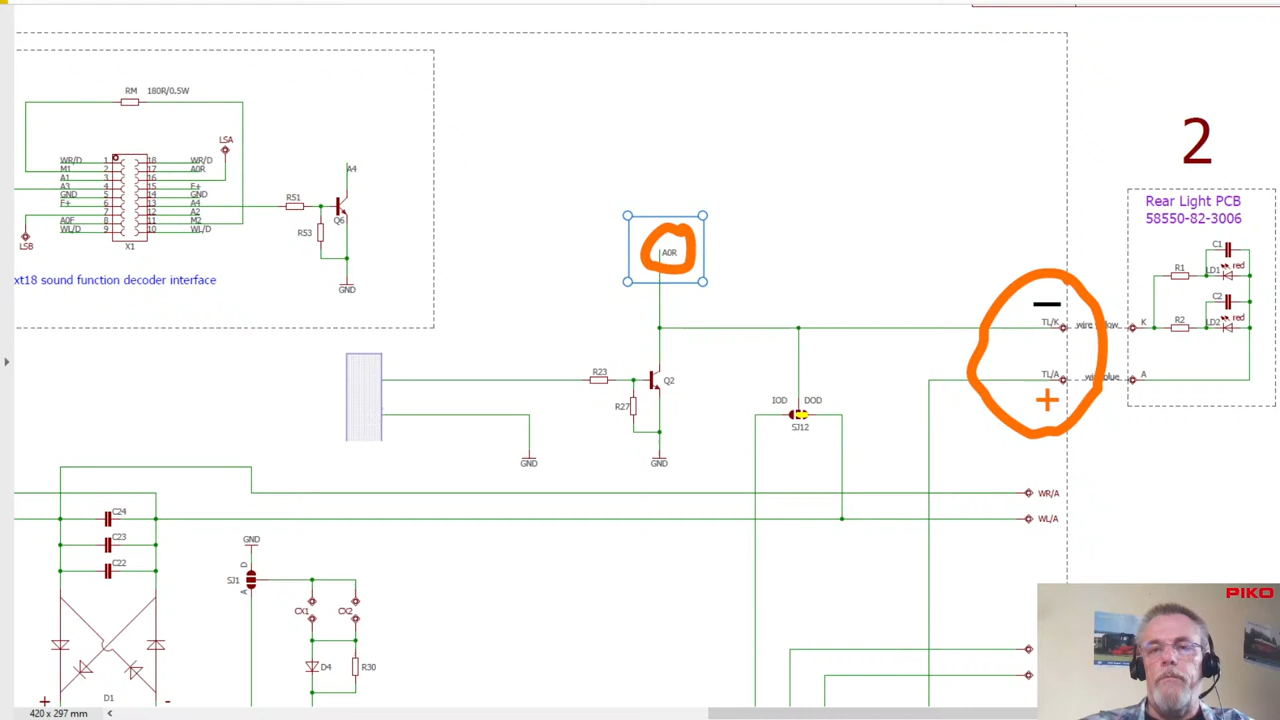 RM 180R/0.5W
LSA
WR/D 1 18 WR/D
M1 2 17 A0R
A1 3 16
A3 4 15 F+
GND 5 14 GND
F+ 6 13 A4
7 12 A2
A0F 8 11 M2
WL/D 9 10 WL/D
LSB
X1
R51
R53
Q6
A4
GND
xt18 sound function decoder interface
A0R
R23
Q2
R27
GND
GND
IOD DOD
SJ12
TL/K
TL/A
+
K
A
2
Rear Light PCB
58550-82-3006
C1
R1
LD1
red
C2
R2
LD2
red
WR/A
WL/A
C24
C23
C22
GND
D
SJ1
A
CX1 CX2
D4 R30
D1
+ -
PIKO
420 x 297 mm